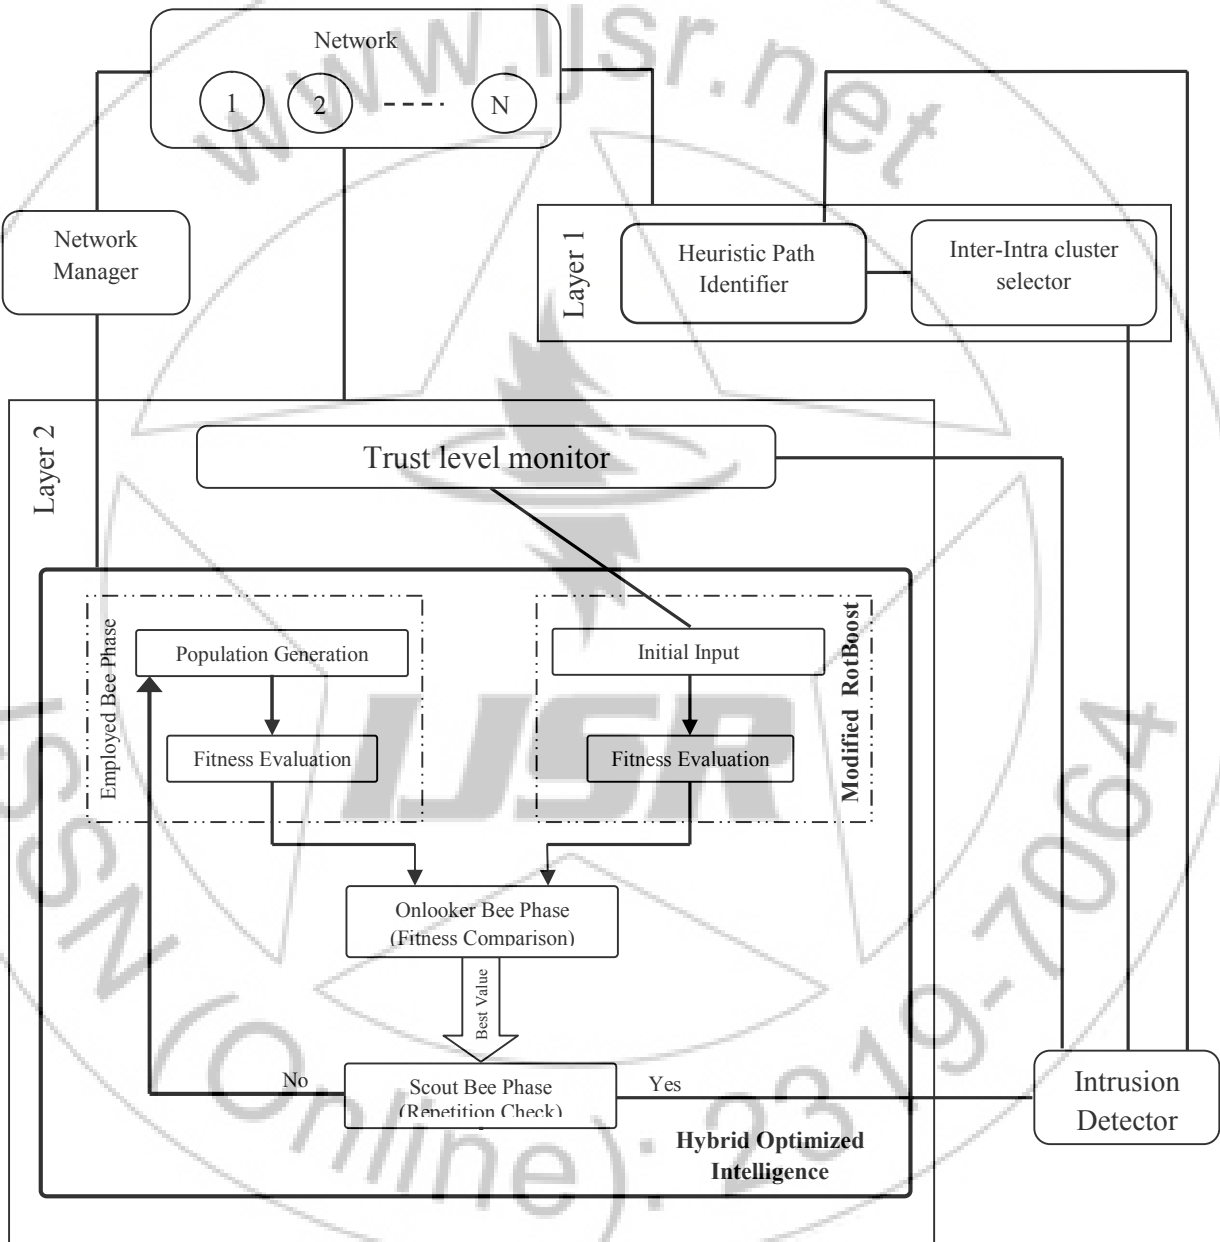 www.ijsr.net
Network
1
2
N
Network
Manager
Layer 1
Heuristic Path
Identifier
Inter-Intra cluster
selector
Layer 2
Trust level monitor
Employed Bee Phase
Population Generation
Fitness Evaluation
Initial Input
Fitness Evaluation
Modified RotBoost
IJSR
Onlooker Bee Phase
(Fitness Comparison)
Best Value
No
Scout Bee Phase
(Repetition Check)
Yes
Intrusion
Detector
Hybrid Optimized
Intelligence
ISSN (Online): 2319-7064